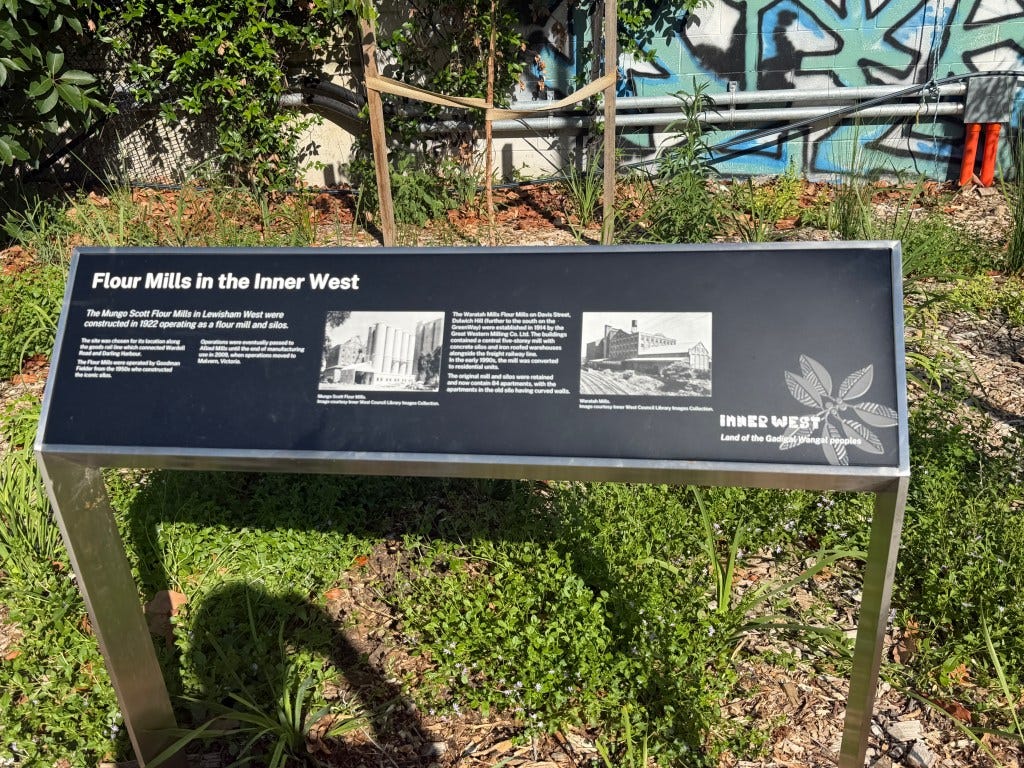 Flour Mills in the Inner West
The Mungo Scott Flour Mills in Lewisham West were
constructed in 1922 operating as a flour mill and silos.
The site was chosen for its location along
the goods rail line which connected Wardell
Road and Darling Harbour.
The Flour Mills were operated by Goodman
Fielder from the 1950s who constructed
the iconic silos.
Operations were eventually passed to
Allied Mills until the end of manufacturing
use in 2009, when operations moved to
Malvern, Victoria.
Mungo Scott Flour Mills.
Image courtesy Inner West Council Library Images Collection.
The Waratah Mills Flour Mills on Davis Street,
Dulwich Hill (further to the south on the
GreenWay) were established in 1914 by the
Great Western Milling Co. Ltd. The buildings
contained a central five-storey mill with
concrete silos and iron roofed warehouses
alongside the freight railway line.
In the early 1990s, the mill was converted
to residential units.
The original mill and silos were retained
and now contain 84 apartments, with the
apartments in the old silo having curved walls.
Waratah Mills.
Image courtesy Inner West Council Library Images Collection.
INNER WEST
Land of the Gadigal Wangal peoples